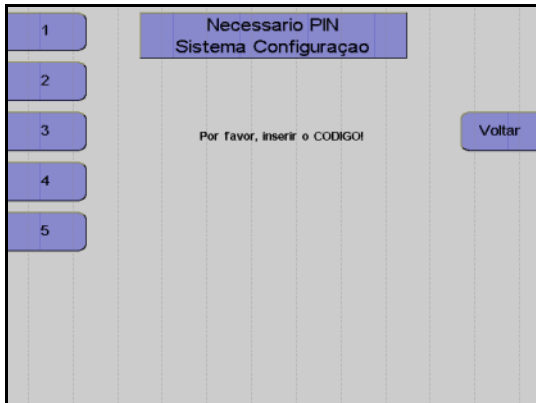 Necessario PIN
Sistema Configuraçao
1
2
3
4
5
Por favor, inserir o CODIGO!
Voltar